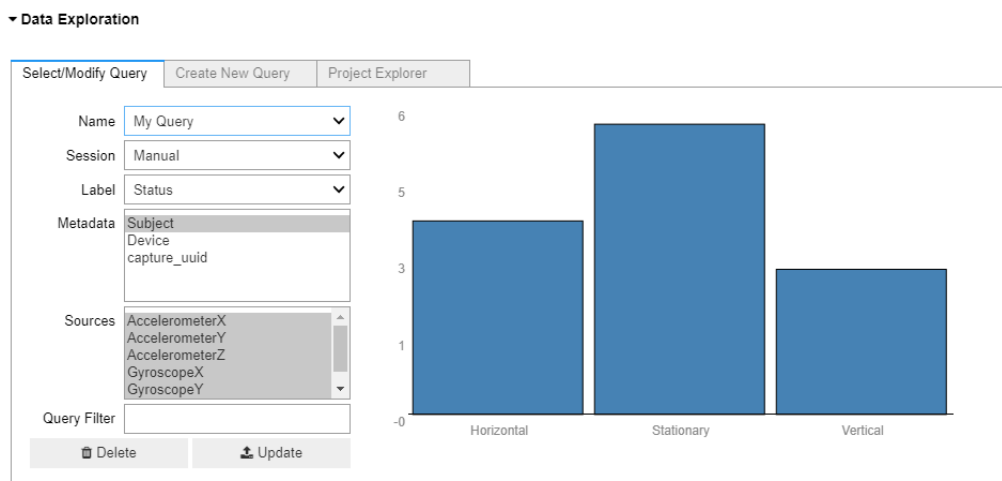 Data Exploration
Select/Modify Query
Create New Query
Project Explorer
Name
My Query
Session
Manual
Label
Status
Metadata
Subject
Device
capture_uuid
Sources
AccelerometerX
AccelerometerY
AccelerometerZ
GyroscopeX
GyroscopeY
Query Filter
Delete
Update
6
5
3
1
-0
Horizontal
Stationary
Vertical